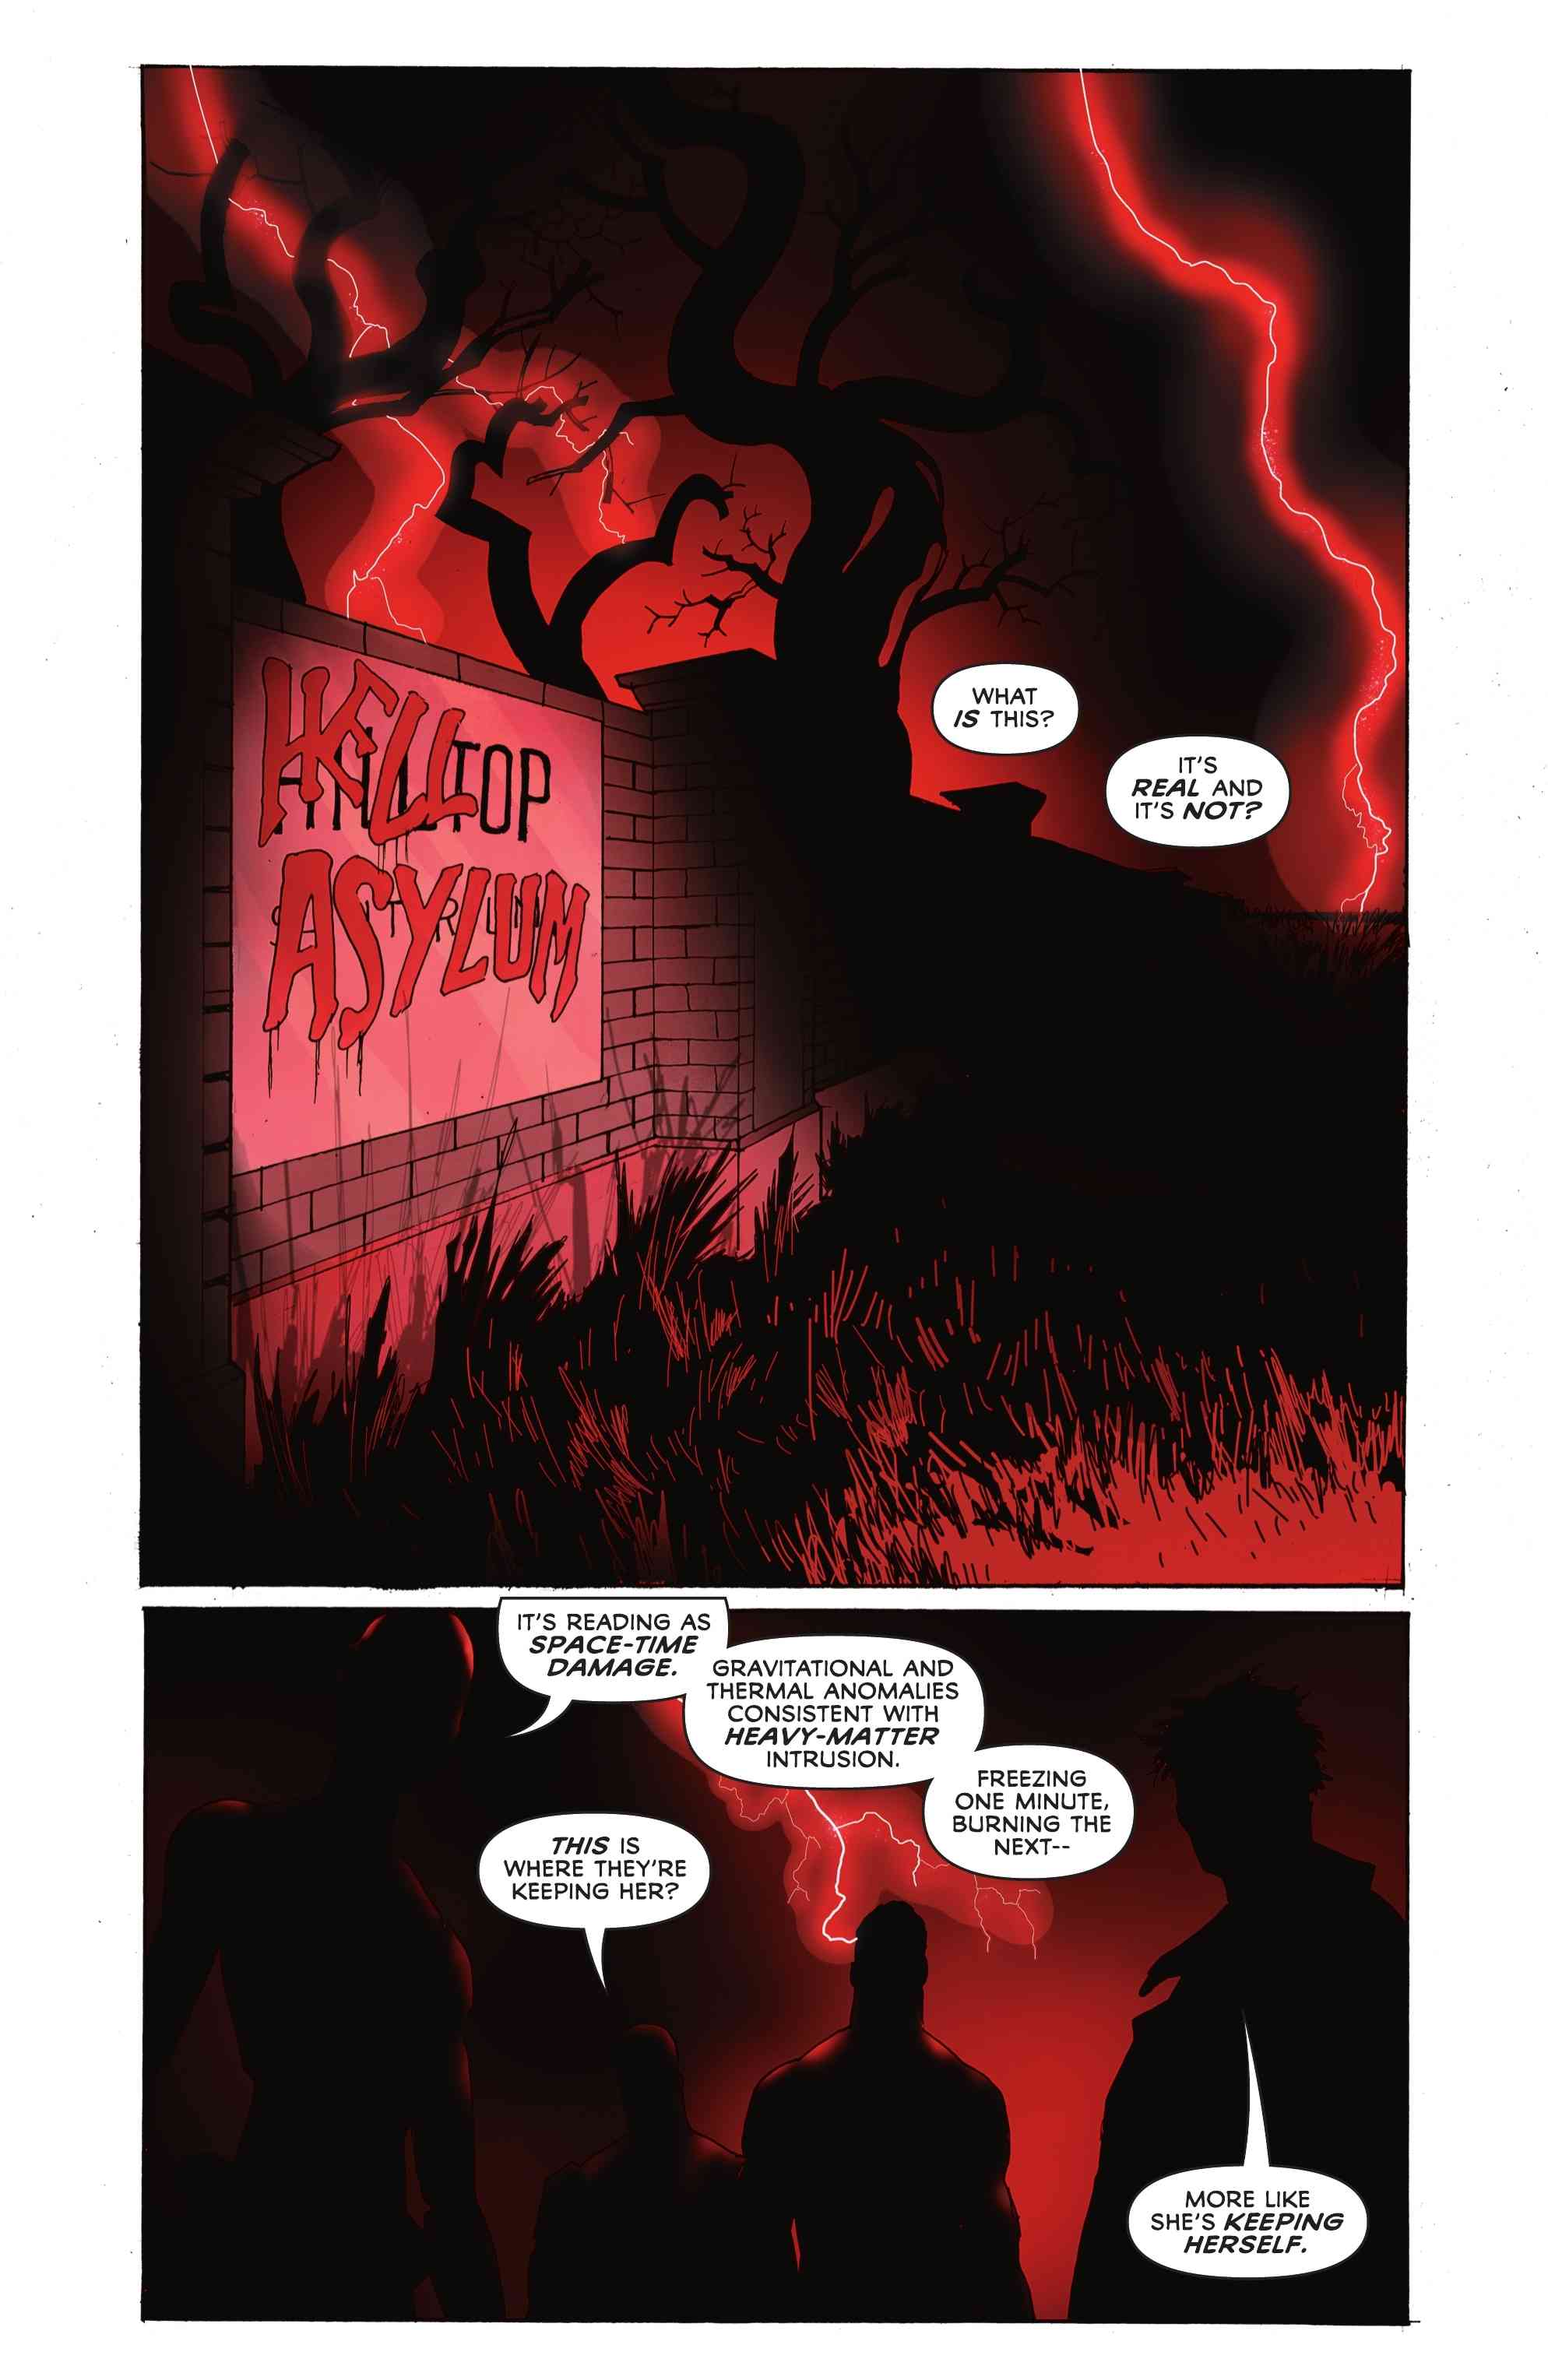 HELL
HILLTOP
ASYLUM
WHAT
IS THIS?
IT'S
REAL AND
IT'S NOT?
IT'S READING AS
SPACE-TIME
DAMAGE.
GRAVITATIONAL AND
THERMAL ANOMALIES
CONSISTENT WITH
HEAVY-MATTER
INTRUSION.
FREEZING
ONE MINUTE,
BURNING THE
NEXT--
THIS IS
WHERE THEY'RE
KEEPING HER?
MORE LIKE
SHE'S KEEPING
HERSELF.